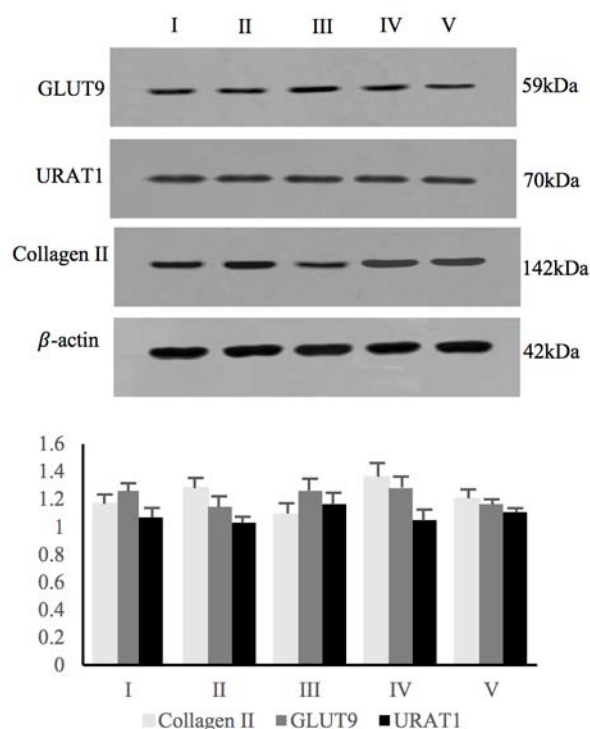 I II III IV V
GLUT9 59kDa
URAT1 70kDa
Collagen II 142kDa
β-actin 42kDa
1.6
1.4
1.2
1
0.8
0.6
0.4
0.2
0
I II III IV V
Collagen II GLUT9 URAT1